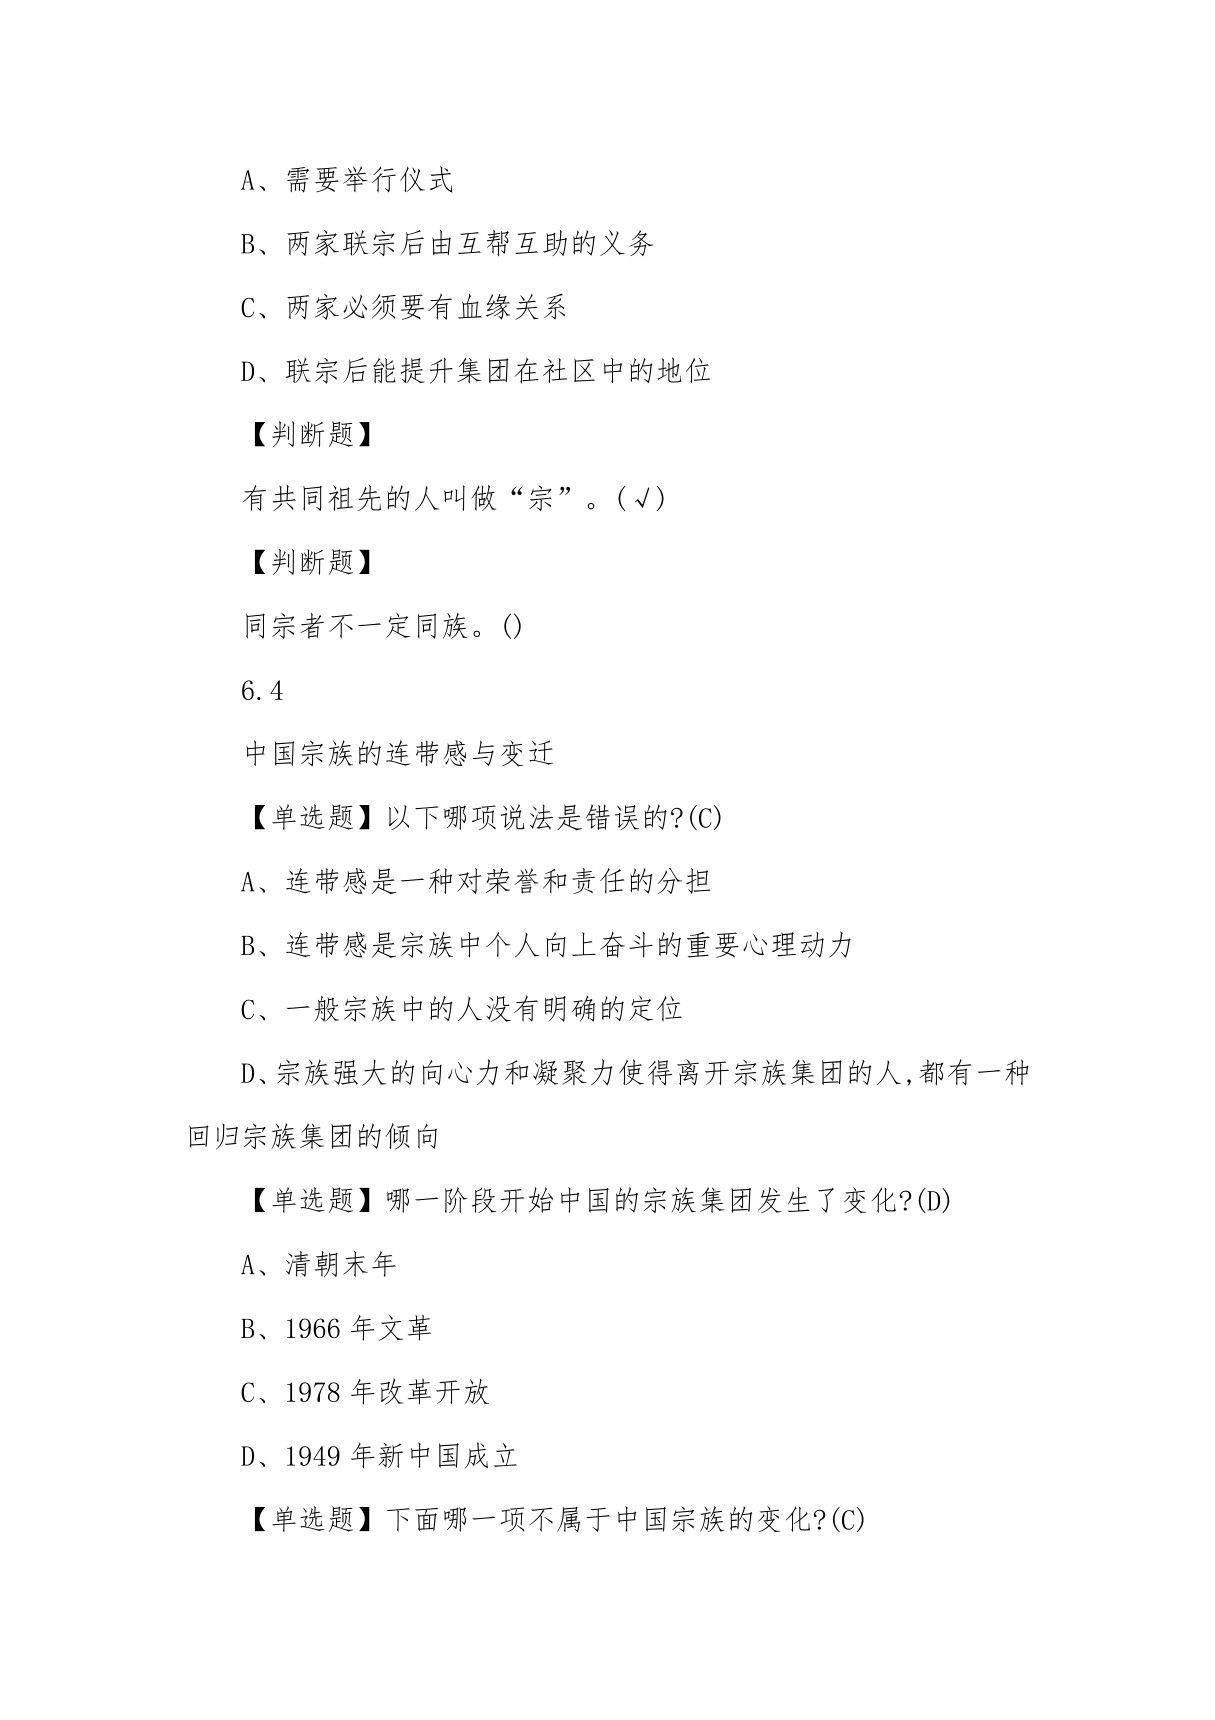 A、需要举行仪式
B、两家联宗后由互帮互助的义务
C、两家必须要有血缘关系
D、联宗后能提升集团在社区中的地位
【判断题】
有共同祖先的人叫做“宗”。(√)
【判断题】
同宗者不一定同族。()
6.4
中国宗族的连带感与变迁
【单选题】以下哪项说法是错误的?(C)
A、连带感是一种对荣誉和责任的分担
B、连带感是宗族中个人向上奋斗的重要心理动力
C、一般宗族中的人没有明确的定位
D、宗族强大的向心力和凝聚力使得离开宗族集团的人,都有一种
回归宗族集团的倾向
【单选题】哪一阶段开始中国的宗族集团发生了变化?(D)
A、清朝末年
B、1966年文革
C、1978年改革开放
D、1949年新中国成立
【单选题】下面哪一项不属于中国宗族的变化?(C)